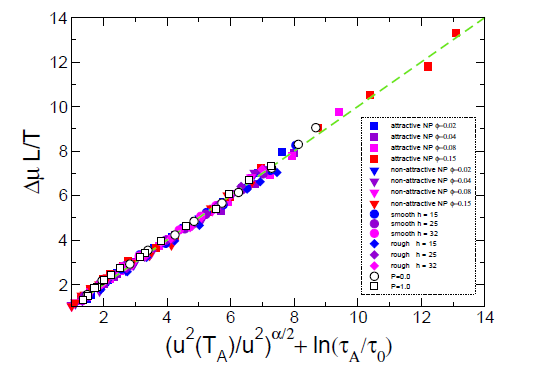 14
12
10
8
6
4
2
Δμ L/T
attractive NP ϕ=0.02
attractive NP ϕ=0.04
attractive NP ϕ=0.08
attractive NP ϕ=0.15
non-attractive NP ϕ=0.02
non-attractive NP ϕ=0.04
non-attractive NP ϕ=0.08
non-attractive NP ϕ=0.15
smooth h = 15
smooth h = 25
smooth h = 32
rough h = 15
rough h = 25
rough h = 32
P=0.0
P=1.0
2 4 6 8 10 12 14
(u²(T_A)/u²)^α/2 + ln(τ_A/τ_0)